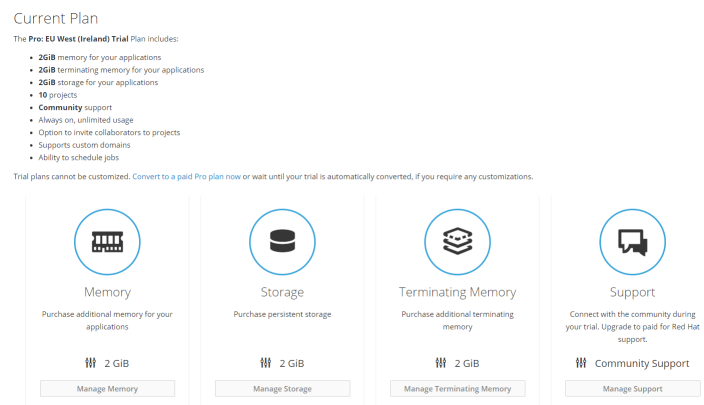 Current Plan
The Pro: EU West (Ireland) Trial Plan includes:
• 2GiB memory for your applications
• 2GiB terminating memory for your applications
• 2GiB storage for your applications
• 10 projects
• Community support
• Always on, unlimited usage
• Option to invite collaborators to projects
• Supports custom domains
• Ability to schedule jobs
Trial plans cannot be customized. Convert to a paid Pro plan now or wait until your trial is automatically converted, if you require any customizations.
Memory
Purchase additional memory for your
applications
2 GiB
Manage Memory
Storage
Purchase persistent storage
2 GiB
Manage Storage
Terminating Memory
Purchase additional terminating
memory
2 GiB
Manage Terminating Memory
Support
Connect with the community during
your trial. Upgrade to paid for Red Hat
support.
Community Support
Manage Support